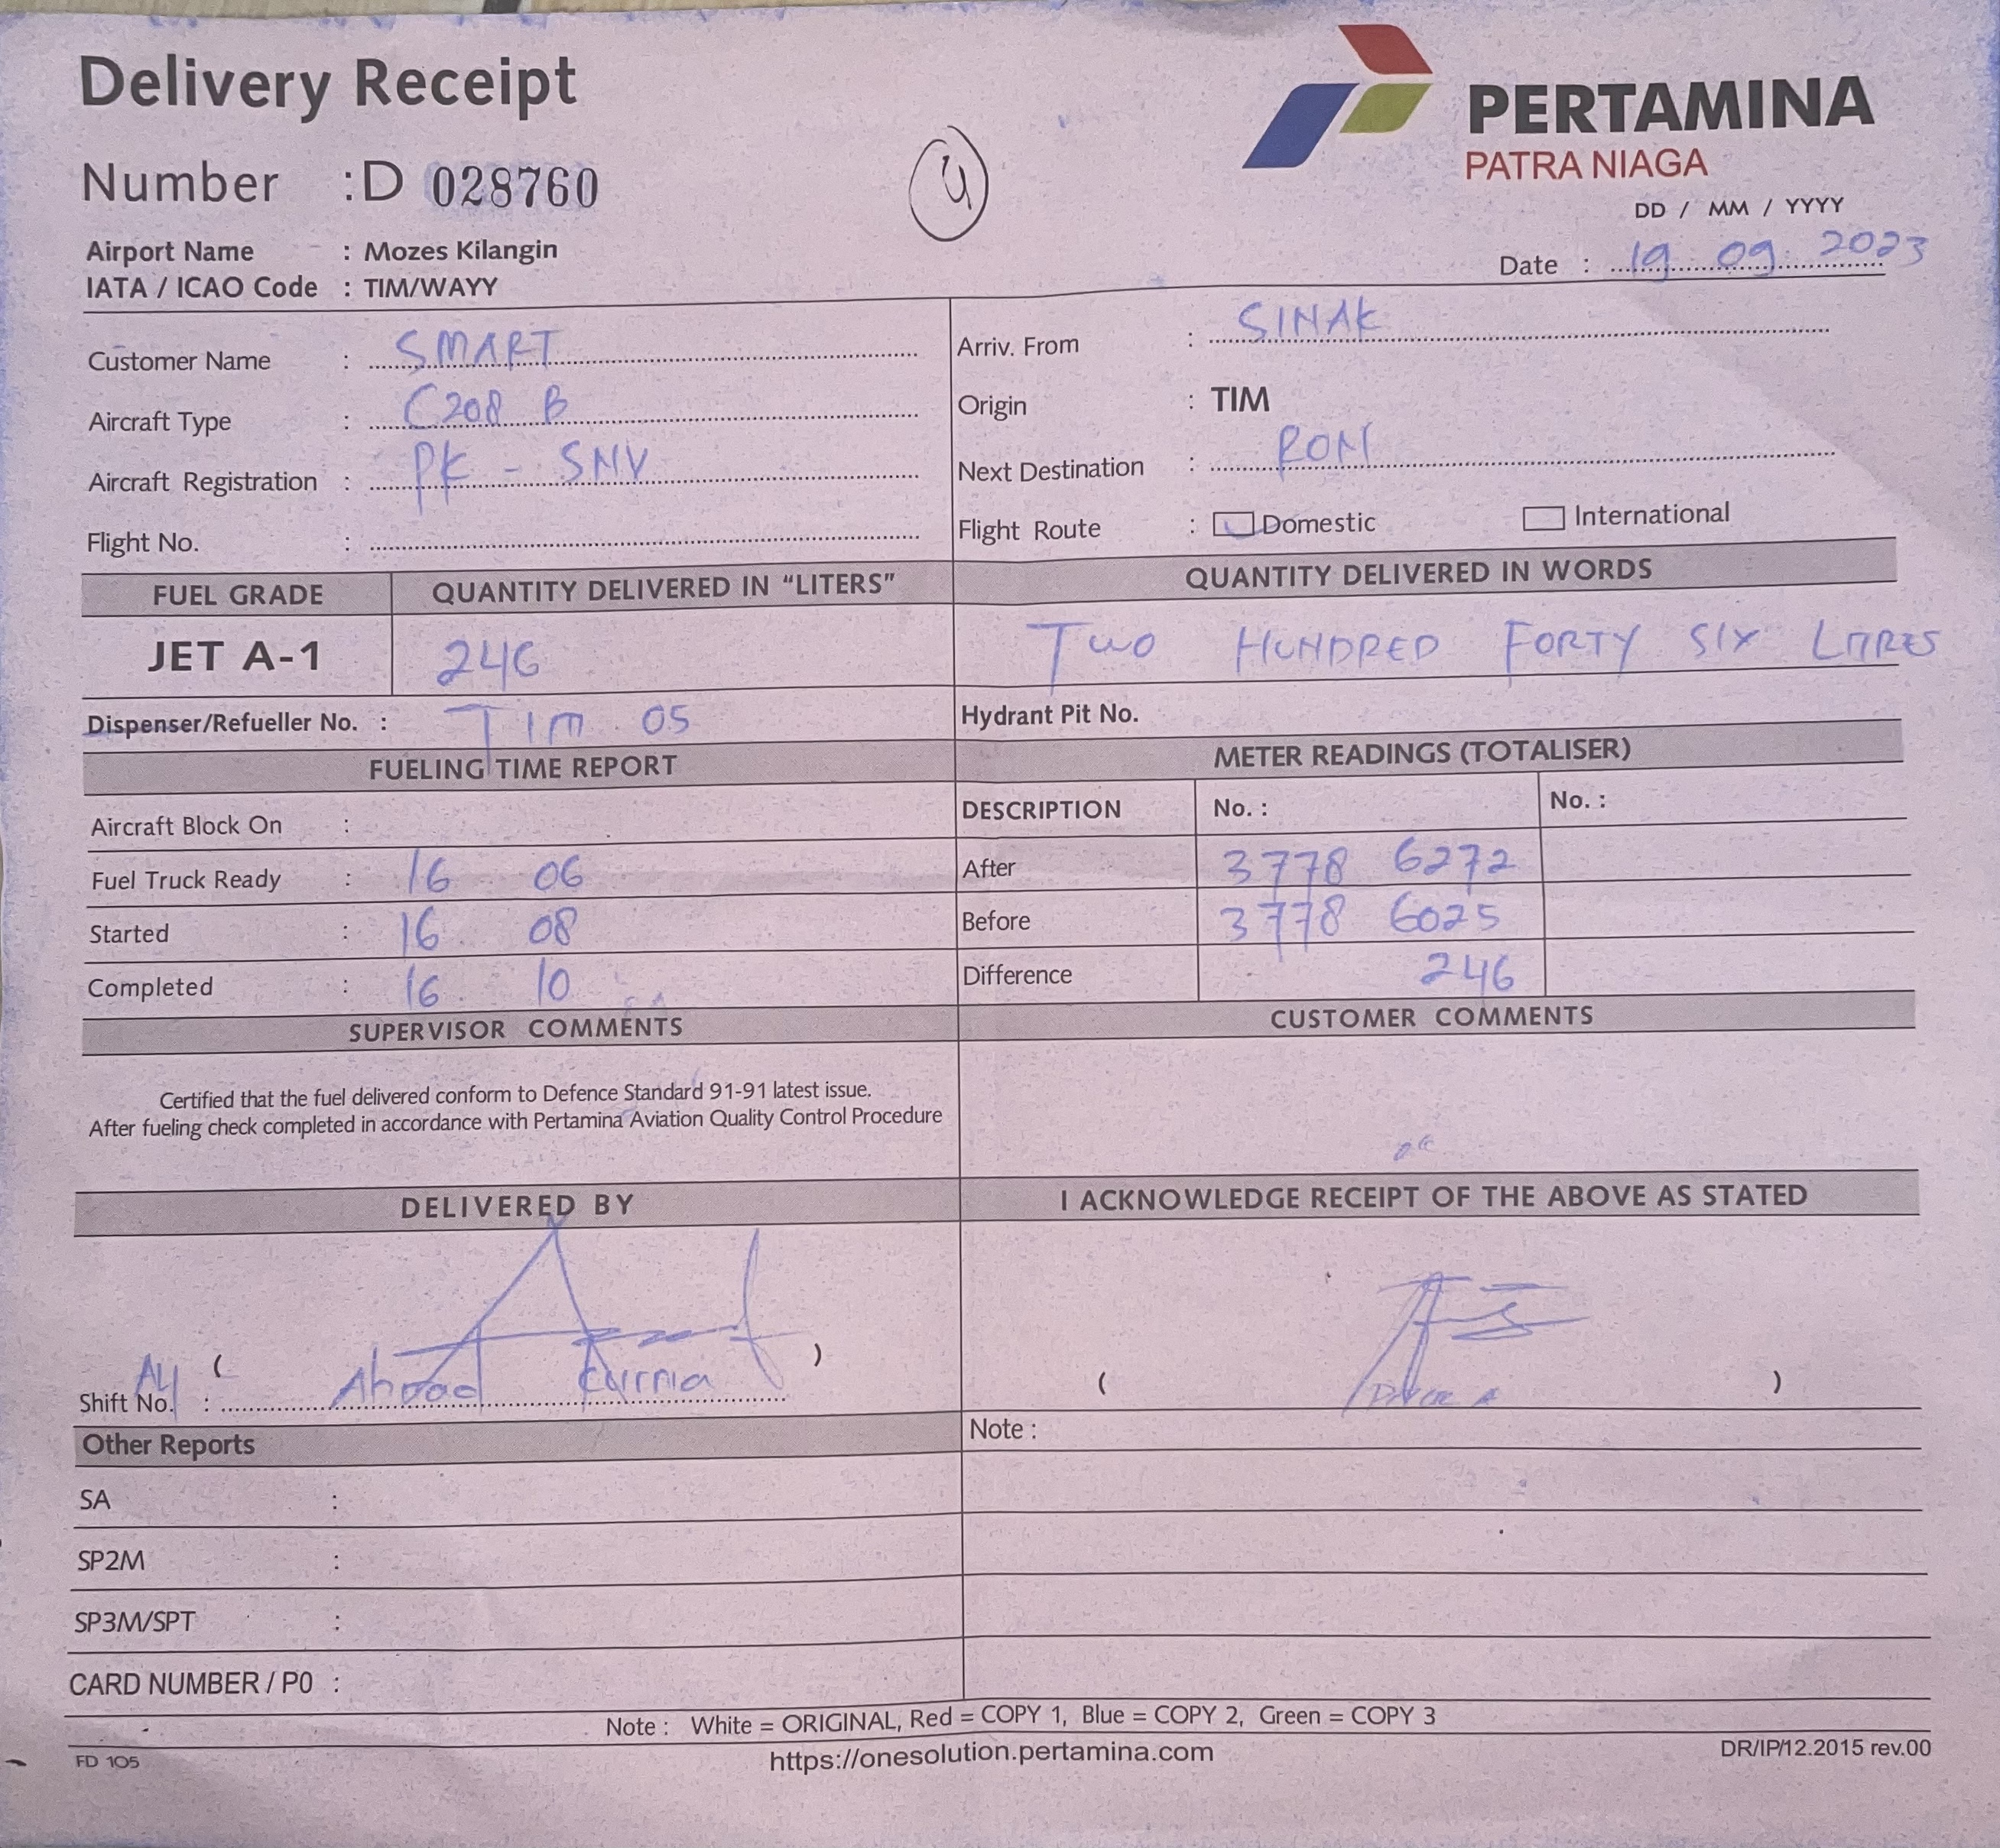 Delivery Receipt
PERTAMINA
PATRA NIAGA
Number : D 028760
4
DD / MM / YYYY
Date : 19 09 2023
Airport Name : Mozes Kilangin
IATA / ICAO Code : TIM/WAYY
Customer Name : SMART
Arriv. From : SINAK
Aircraft Type : C208 B
Origin : TIM
Aircraft Registration : PK - SNV
Next Destination :
Flight No. :
Flight Route : Domestic International
FUEL GRADE QUANTITY DELIVERED IN "LITERS" QUANTITY DELIVERED IN WORDS
JET A-1 246 TWO HUNDRED FORTY SIX LITRES
Dispenser/Refueller No. : TIM 05 Hydrant Pit No.
FUELING TIME REPORT METER READINGS (TOTALISER)
Aircraft Block On : DESCRIPTION No. : No. :
Fuel Truck Ready : 16 06 After 3778 6272
Started : 16 08 Before 3778 6025
Completed : 16 10 Difference 246
SUPERVISOR COMMENTS CUSTOMER COMMENTS
Certified that the fuel delivered conform to Defence Standard 91-91 latest issue.
After fueling check completed in accordance with Pertamina Aviation Quality Control Procedure
DELIVERED BY I ACKNOWLEDGE RECEIPT OF THE ABOVE AS STATED
( ) ( )
Shift No. : Kurnia
Other Reports Note :
SA :
SP2M :
SP3M/SPT :
CARD NUMBER / PO :
Note : White = ORIGINAL, Red = COPY 1, Blue = COPY 2, Green = COPY 3
FD 105 https://onesolution.pertamina.com DR/IP/12.2015 rev.00